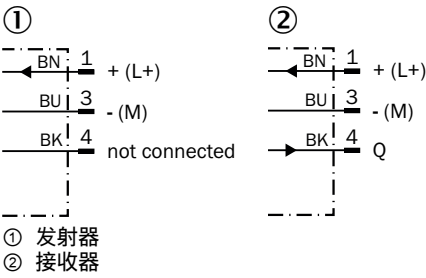 ① ②
BN 1 + (L+) BN 1 + (L+)
BU 3 - (M) BU 3 - (M)
BK 4 not connected BK 4 Q
① 发射器
② 接收器